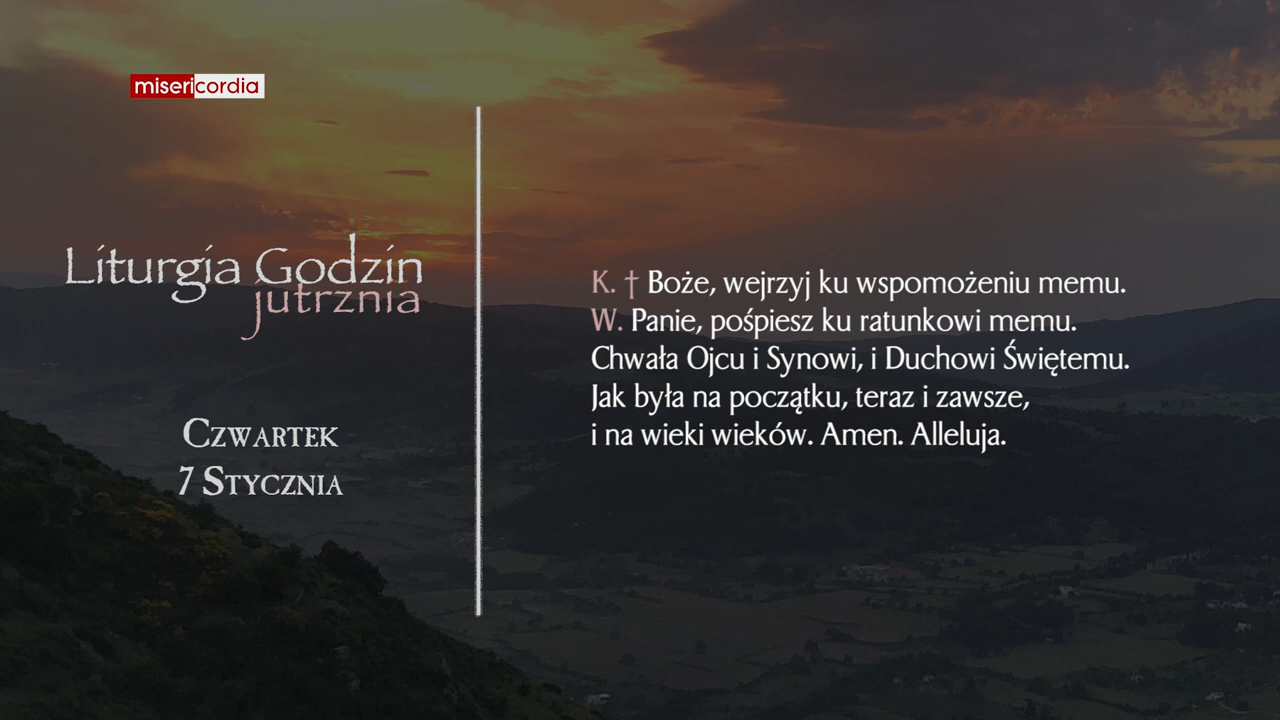 misericordia
Liturgia Godzin
jutrznia
Czwartek
7 Stycznia
K. † Boże, wejrzyj ku wspomożeniu memu.
W. Panie, pośpiesz ku ratunkowi memu.
Chwała Ojcu i Synowi, i Duchowi Świętemu.
Jak była na początku, teraz i zawsze,
i na wieki wieków. Amen. Alleluja.